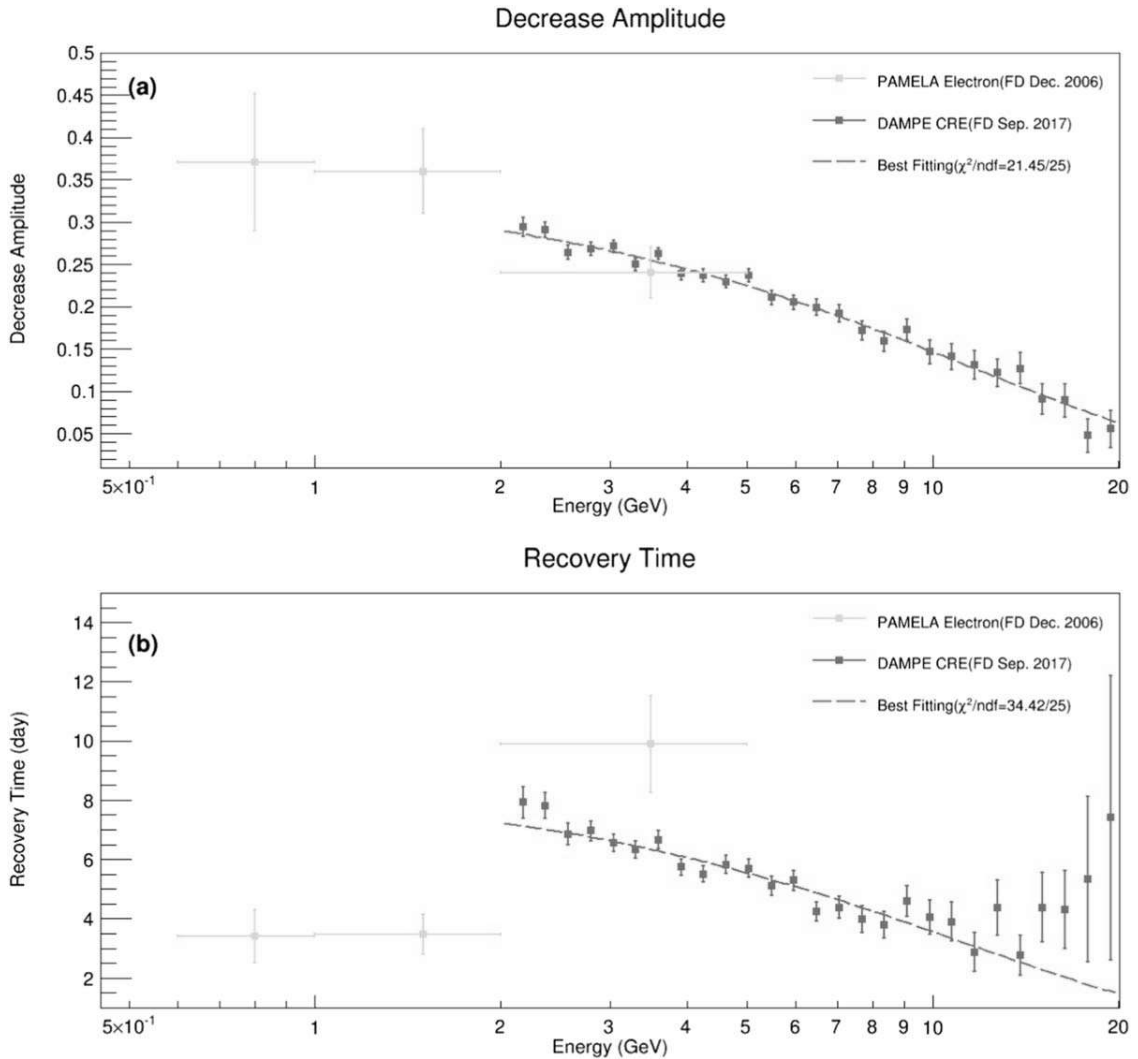 Decrease Amplitude
(a)
PAMELA Electron(FD Dec. 2006)
DAMPE CRE(FD Sep. 2017)
Best Fitting(χ²/ndf=21.45/25)
Decrease Amplitude
0.5
0.45
0.4
0.35
0.3
0.25
0.2
0.15
0.1
0.05
5×10⁻¹ 1 2 3 4 5 6 7 8 9 10 20
Energy (GeV)
Recovery Time
(b)
PAMELA Electron(FD Dec. 2006)
DAMPE CRE(FD Sep. 2017)
Best Fitting(χ²/ndf=34.42/25)
Recovery Time (day)
14
12
10
8
6
4
2
5×10⁻¹ 1 2 3 4 5 6 7 8 9 10 20
Energy (GeV)